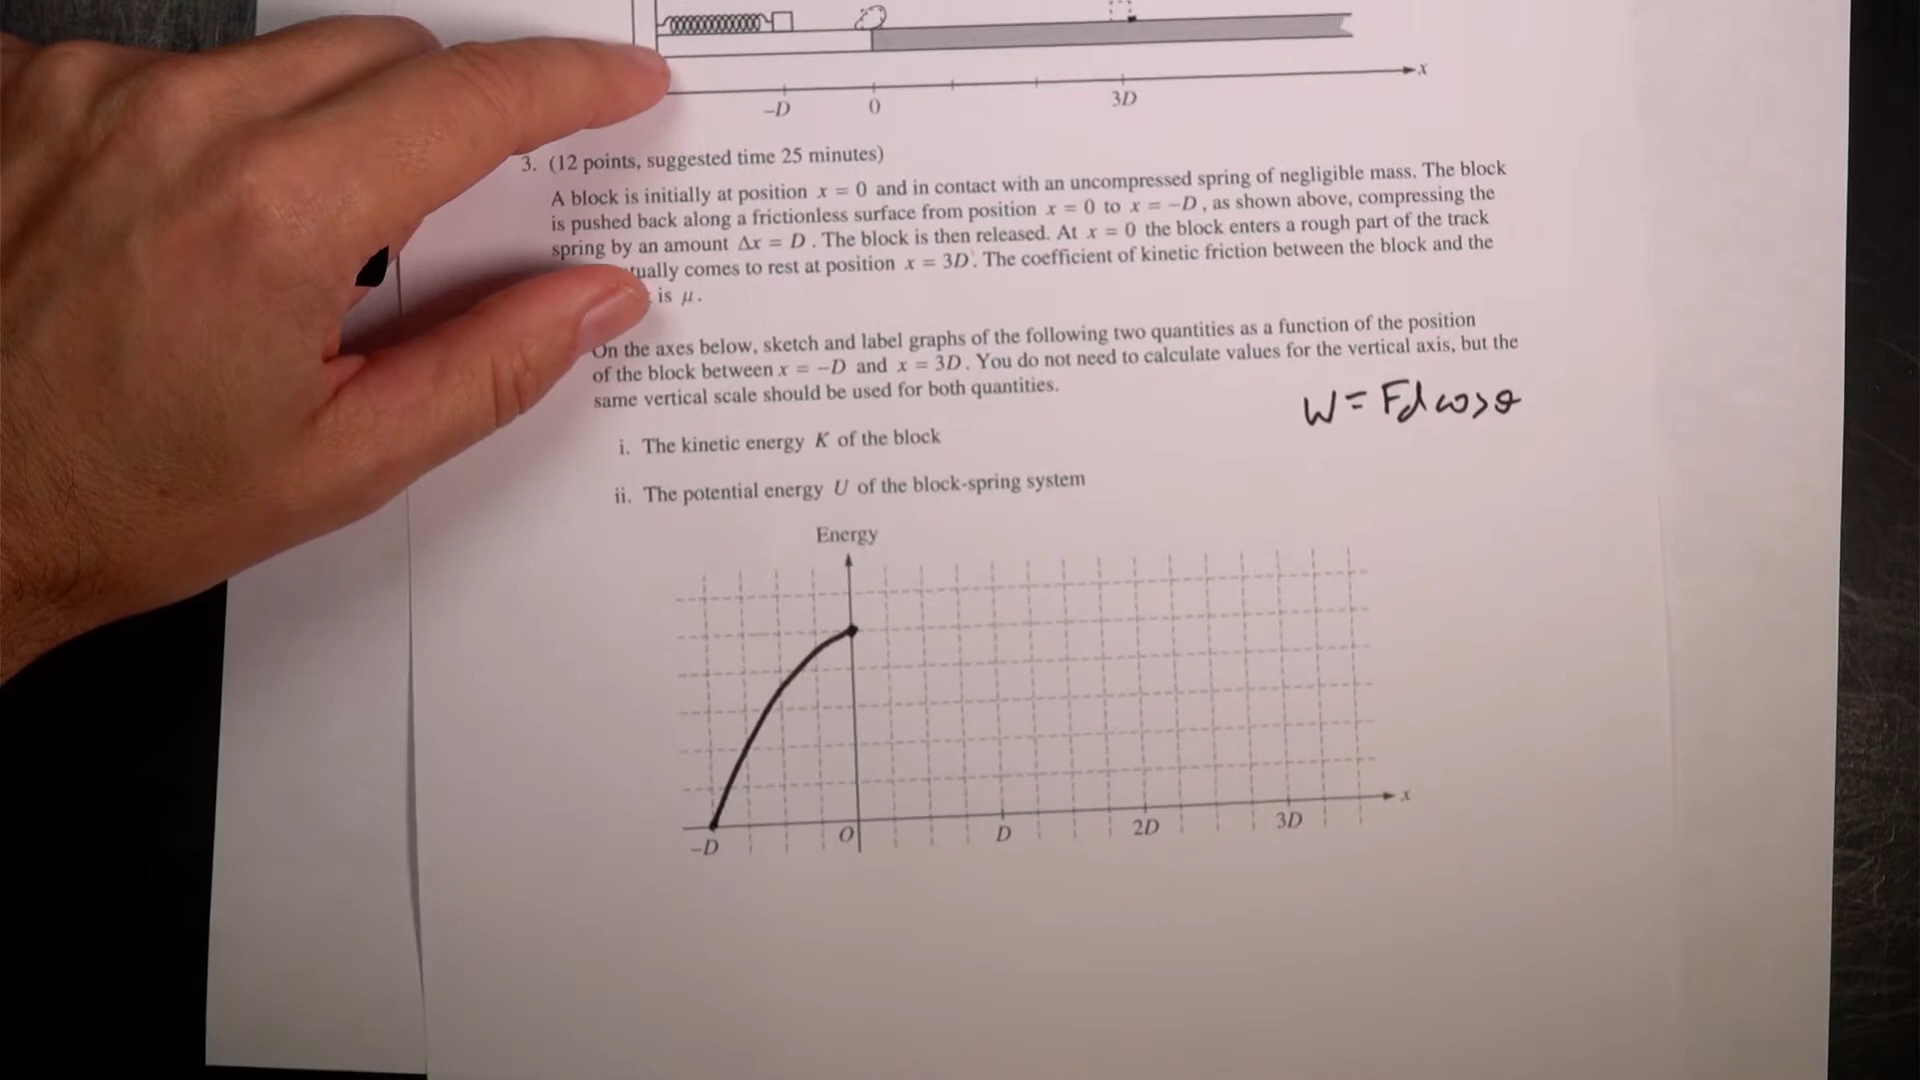 x
-D 0 3D
3. (12 points, suggested time 25 minutes)
A block is initially at position x = 0 and in contact with an uncompressed spring of negligible mass. The block
is pushed back along a frictionless surface from position x = 0 to x = -D, as shown above, compressing the
spring by an amount Δx = D. The block is then released. At x = 0 the block enters a rough part of the track
comes to rest at position x = 3D. The coefficient of kinetic friction between the block and the
is μ.
On the axes below, sketch and label graphs of the following two quantities as a function of the position
of the block between x = -D and x = 3D. You do not need to calculate values for the vertical axis, but the
same vertical scale should be used for both quantities.
W = Fd cos θ
i. The kinetic energy K of the block
ii. The potential energy U of the block-spring system
Energy
x
-D O D 2D 3D